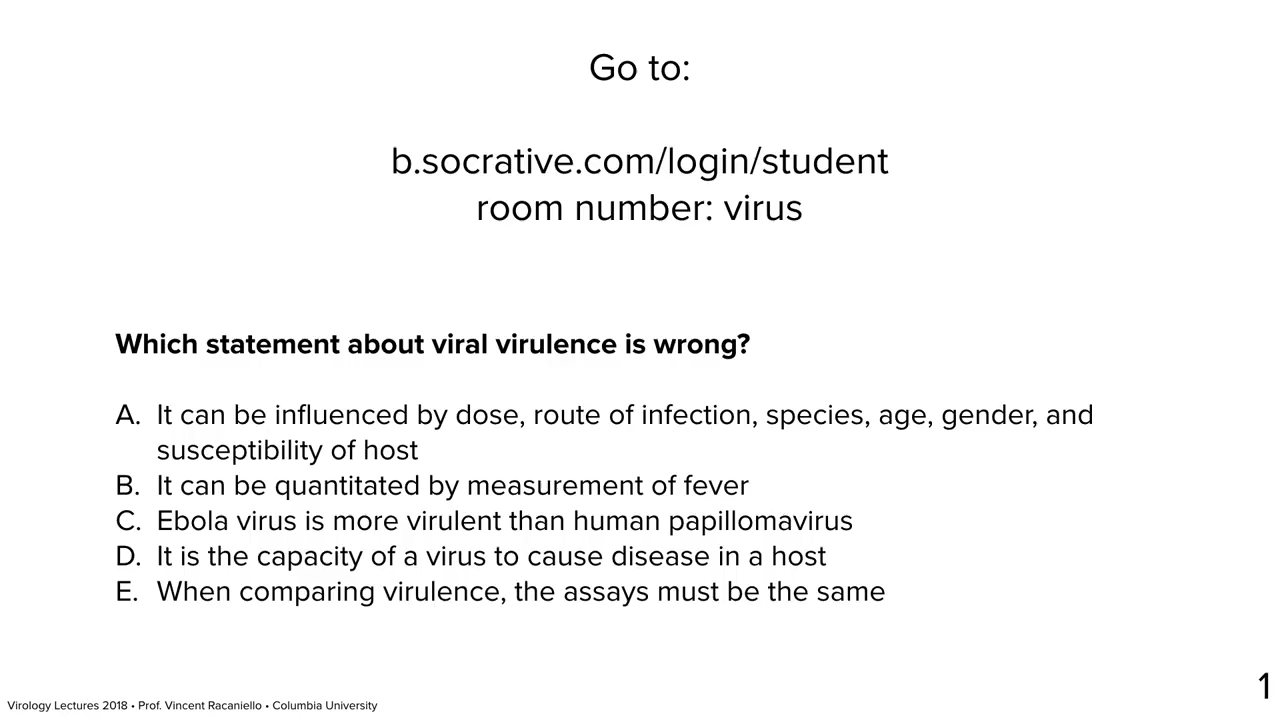 Go to:
b.socrative.com/login/student
room number: virus
Which statement about viral virulence is wrong?
A. It can be influenced by dose, route of infection, species, age, gender, and
susceptibility of host
B. It can be quantitated by measurement of fever
C. Ebola virus is more virulent than human papillomavirus
D. It is the capacity of a virus to cause disease in a host
E. When comparing virulence, the assays must be the same
1
Virology Lectures 2018 • Prof. Vincent Racaniello • Columbia University